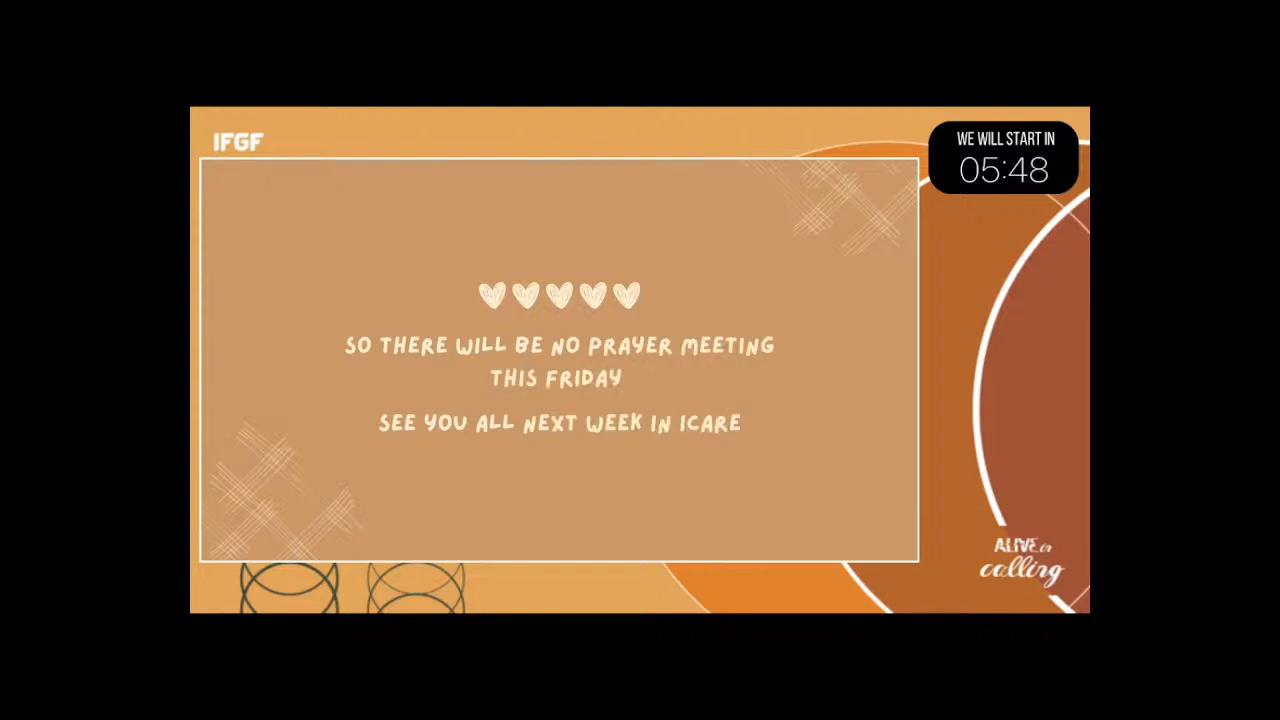 IFGF
WE WILL START IN
05:48
SO THERE WILL BE NO PRAYER MEETING
THIS FRIDAY
SEE YOU ALL NEXT WEEK IN ICARE
ALIVE in
calling